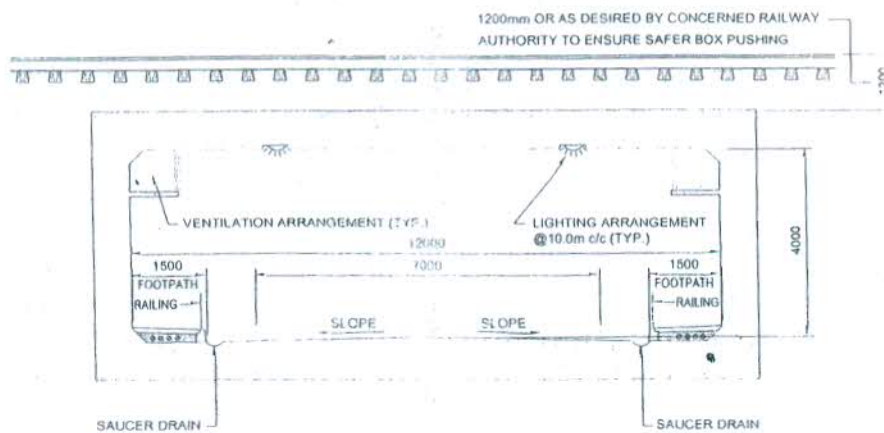 1200mm OR AS DESIRED BY CONCERNED RAILWAY
AUTHORITY TO ENSURE SAFER BOX PUSHING
1200
VENTILATION ARRANGEMENT (TYP.)
LIGHTING ARRANGEMENT
@10.0m c/c (TYP.)
12000
4000
1500
7000
1500
FOOTPATH
FOOTPATH
RAILING
RAILING
SLOPE
SLOPE
SAUCER DRAIN
SAUCER DRAIN